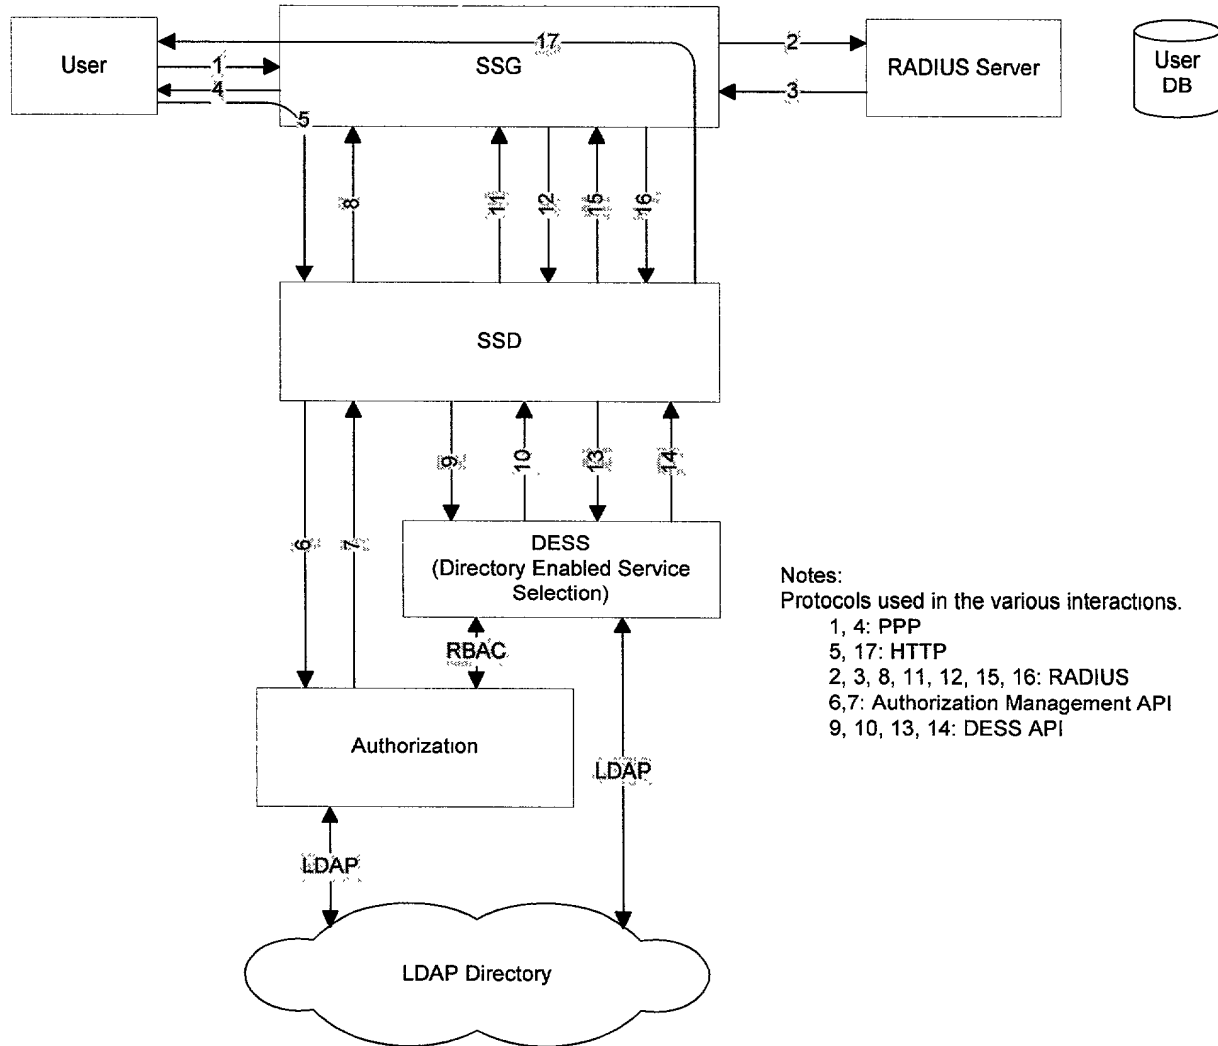 17
2
User
1
SSG
RADIUS Server
User
DB
4
3
5
8
11
12
15
16
SSD
9
10
13
14
6
7
DESS
(Directory Enabled Service
Selection)
Notes:
Protocols used in the various interactions.
1, 4: PPP
5, 17: HTTP
2, 3, 8, 11, 12, 15, 16: RADIUS
6,7: Authorization Management API
9, 10, 13, 14: DESS API
RBAC
Authorization
LDAP
LDAP
LDAP Directory